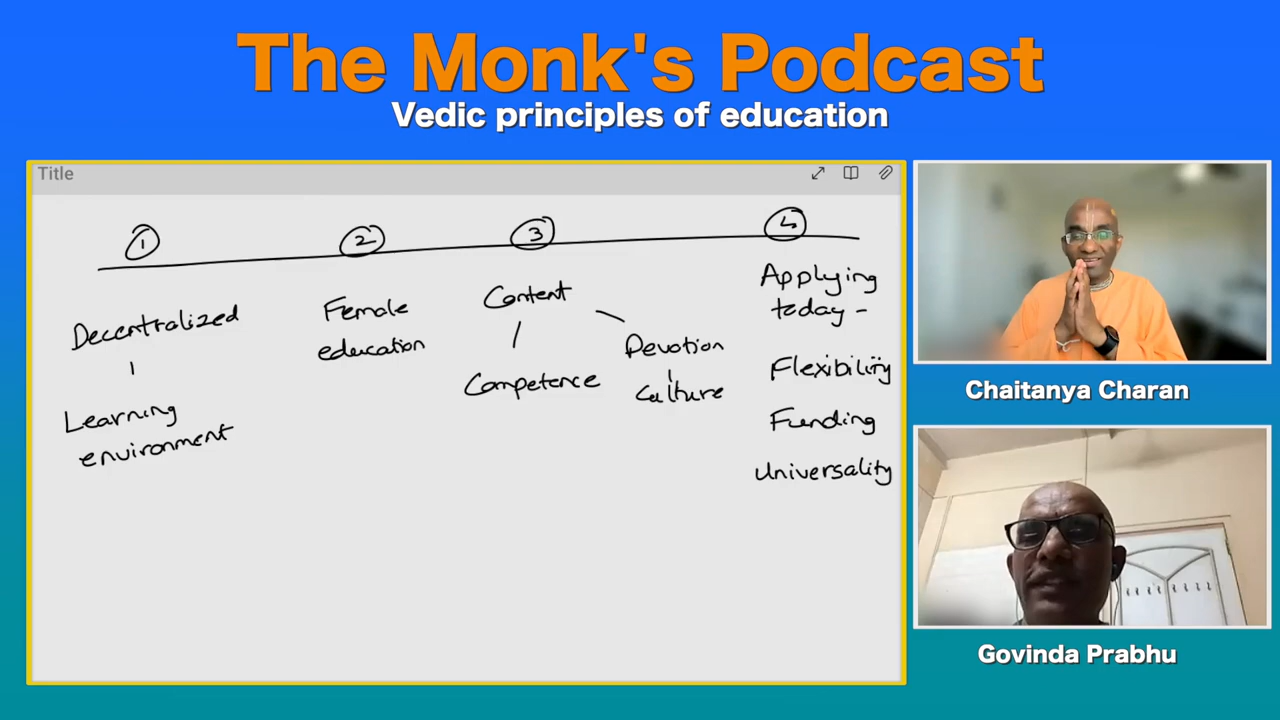 The Monk's Podcast
Vedic principles of education
Title
1
2
3
4
Decentralized
Learning
environment
Female
education
Content
Competence
Devotion
Culture
Applying
today -
Flexibility
Funding
Universality
Chaitanya Charan
Govinda Prabhu